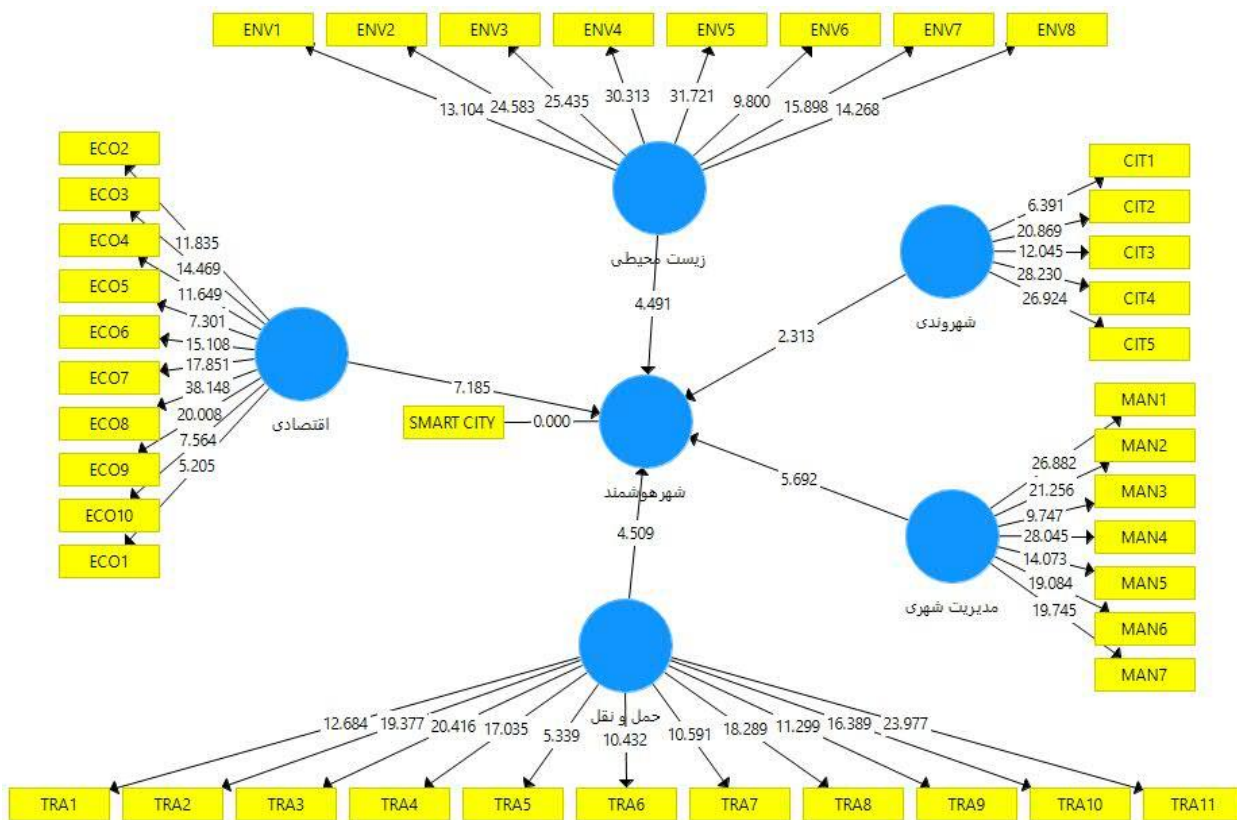 ENV1
ENV2
ENV3
ENV4
ENV5
ENV6
ENV7
ENV8
13.104
24.583
25.435
30.313
31.721
9.800
15.898
14.268
زیست محیطی
4.491
ECO2
ECO3
ECO4
ECO5
ECO6
ECO7
ECO8
ECO9
ECO10
ECO1
11.835
14.469
11.649
7.301
15.108
17.851
38.148
20.008
7.564
5.205
اقتصادی
7.185
SMART CITY
0.000
شهرهوشمند
CIT1
CIT2
CIT3
CIT4
CIT5
6.391
20.869
12.045
28.230
26.924
شهروندی
2.313
MAN1
MAN2
MAN3
MAN4
MAN5
MAN6
MAN7
26.882
21.256
9.747
28.045
14.073
19.084
19.745
مدیریت شهری
5.692
4.509
حمل و نقل
12.684
19.377
20.416
17.035
5.339
10.432
10.591
18.289
11.299
16.389
23.977
TRA1
TRA2
TRA3
TRA4
TRA5
TRA6
TRA7
TRA8
TRA9
TRA10
TRA11